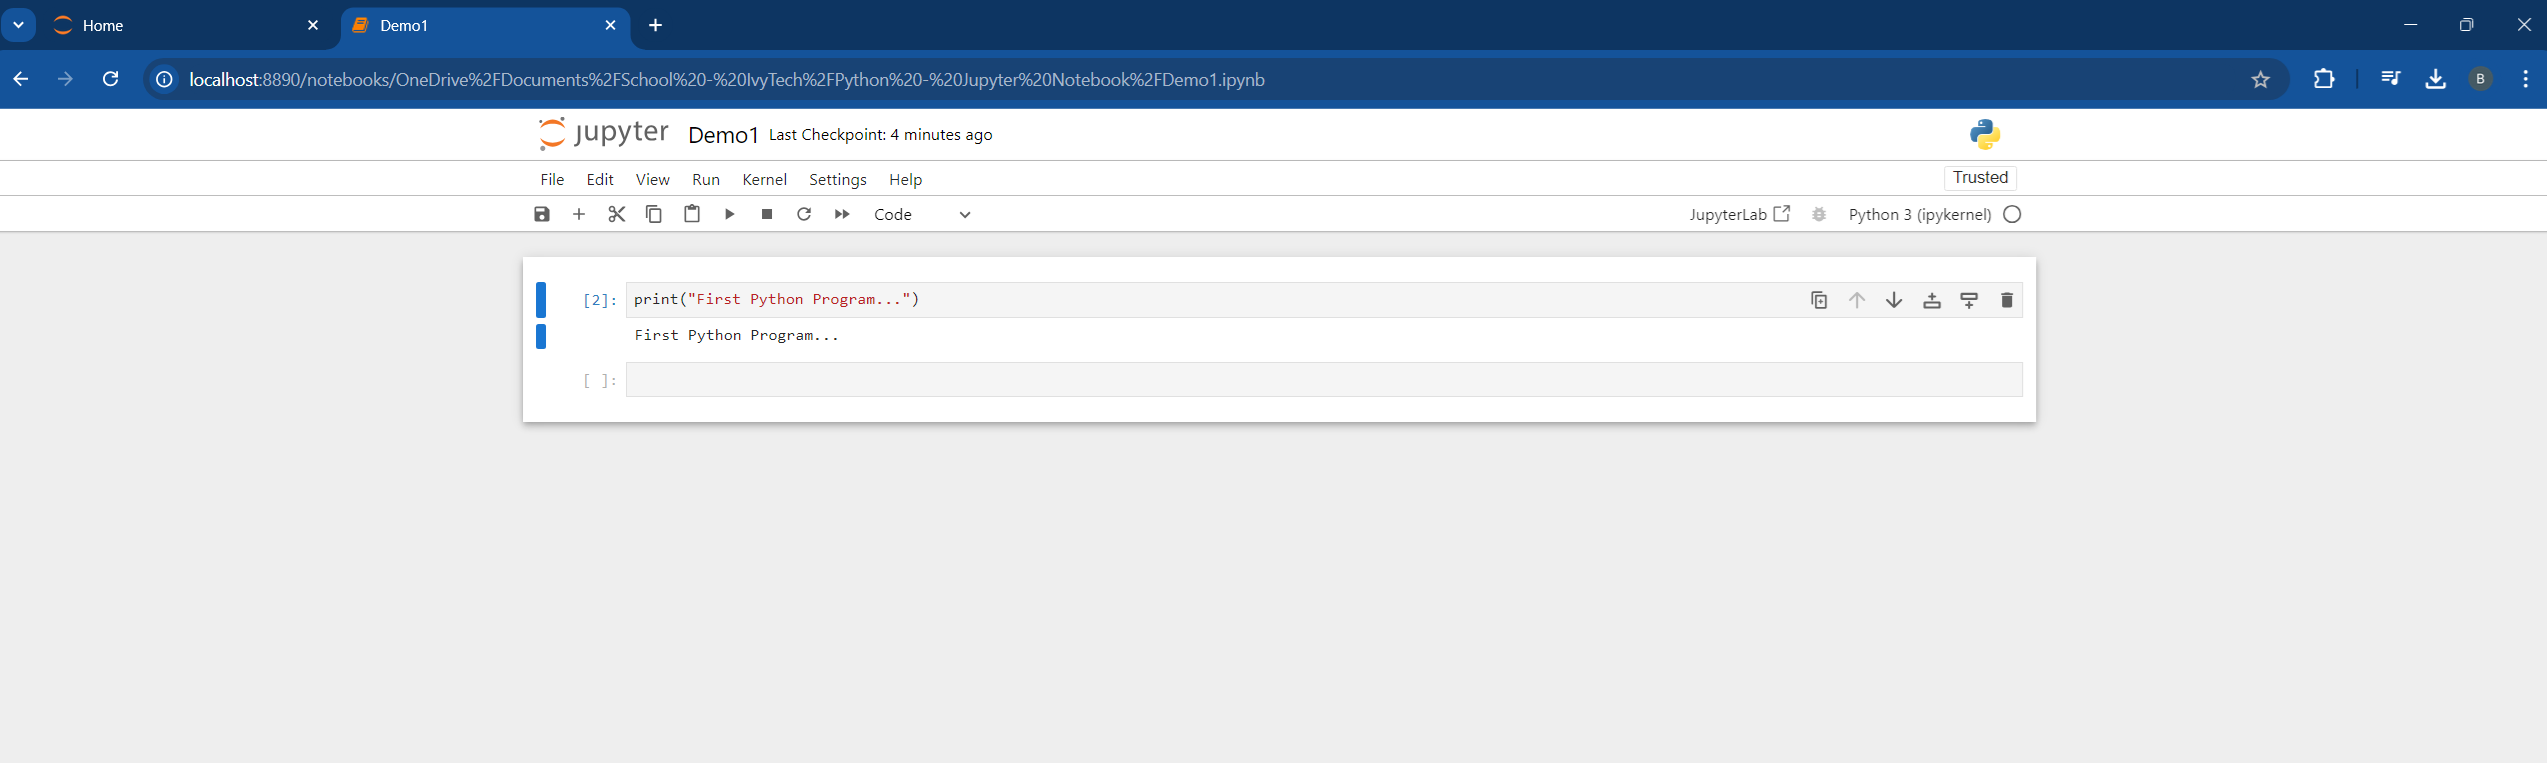 Home
Demo1
localhost:8890/notebooks/OneDrive%2FDocuments%2FSchool%20-%20IvyTech%2FPython%20-%20Jupyter%20Notebook%2FDemo1.ipynb
B
jupyter Demo1 Last Checkpoint: 4 minutes ago
File Edit View Run Kernel Settings Help
Trusted
Code
JupyterLab
Python 3 (ipykernel)
[2]: print("First Python Program...")
First Python Program...
[ ]: